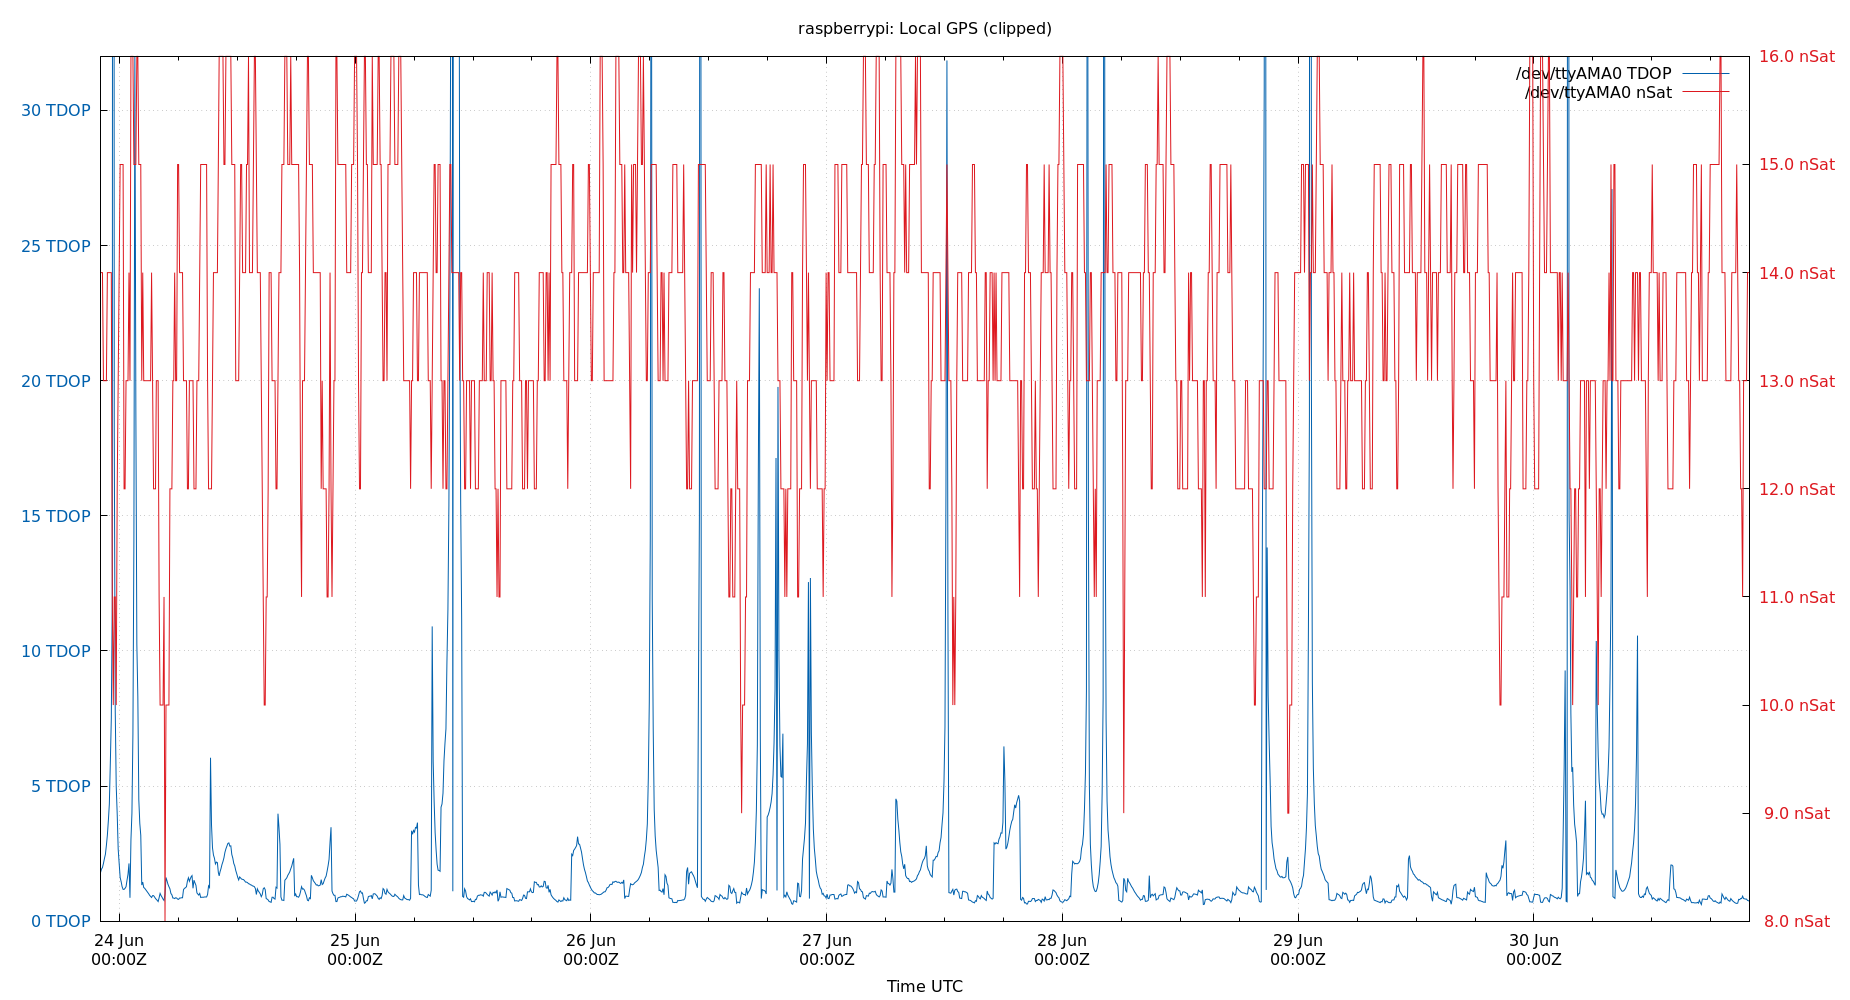 raspberrypi: Local GPS (clipped)
/dev/ttyAMA0 TDOP
/dev/ttyAMA0 nSat
30 TDOP
25 TDOP
20 TDOP
15 TDOP
10 TDOP
5 TDOP
0 TDOP
16.0 nSat
15.0 nSat
14.0 nSat
13.0 nSat
12.0 nSat
11.0 nSat
10.0 nSat
9.0 nSat
8.0 nSat
24 Jun
00:00Z
25 Jun
00:00Z
26 Jun
00:00Z
27 Jun
00:00Z
28 Jun
00:00Z
29 Jun
00:00Z
30 Jun
00:00Z
Time UTC